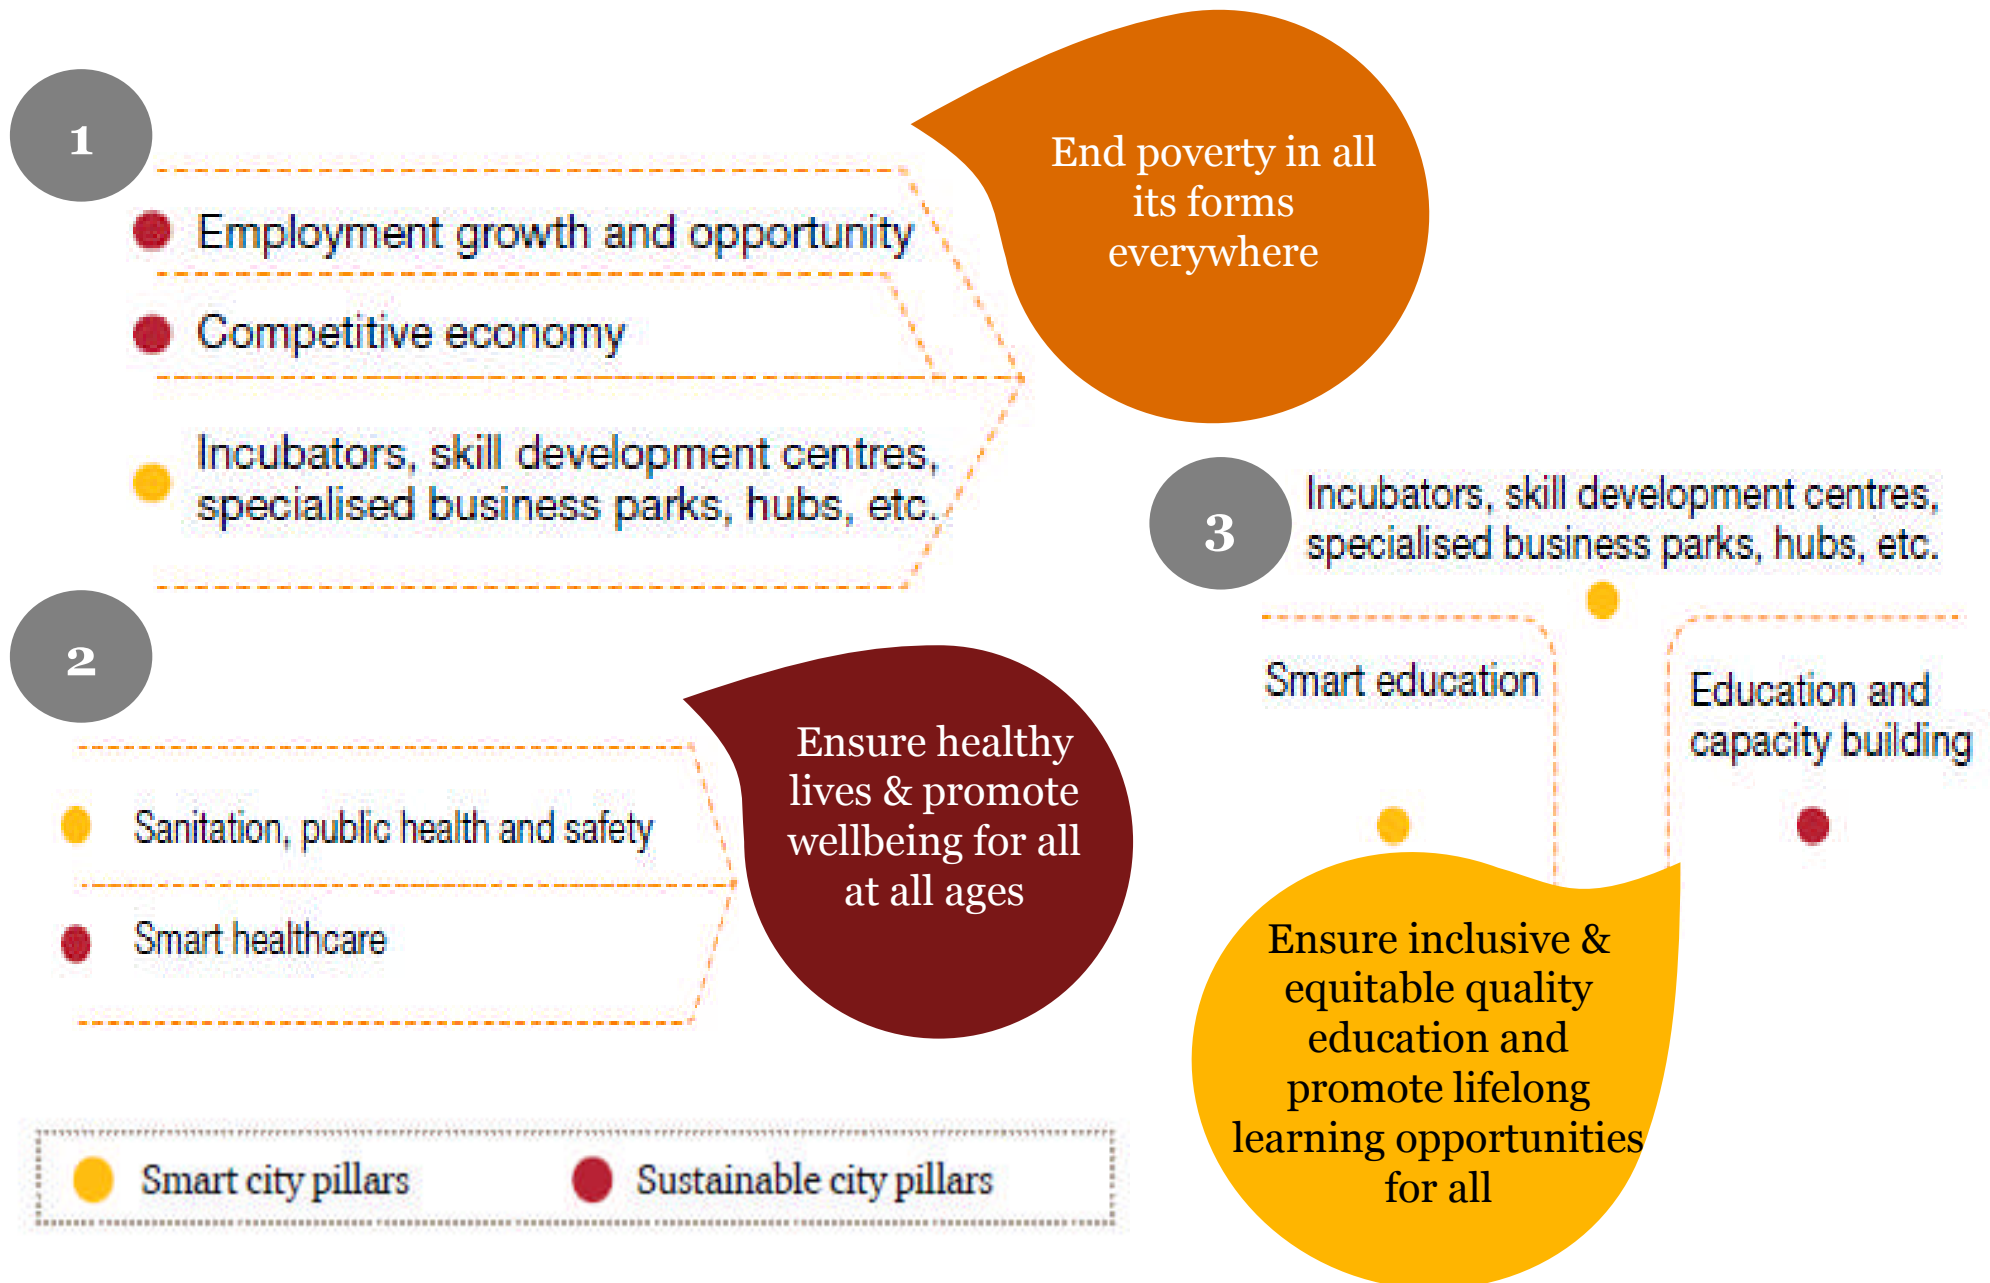 1
Employment growth and opportunity
Competitive economy
Incubators, skill development centres,
specialised business parks, hubs, etc.
End poverty in all
its forms
everywhere
2
Sanitation, public health and safety
Smart healthcare
Ensure healthy
lives & promote
wellbeing for all
at all ages
3
Incubators, skill development centres,
specialised business parks, hubs, etc.
Smart education
Education and
capacity building
Ensure inclusive &
equitable quality
education and
promote lifelong
learning opportunities
for all
Smart city pillars
Sustainable city pillars